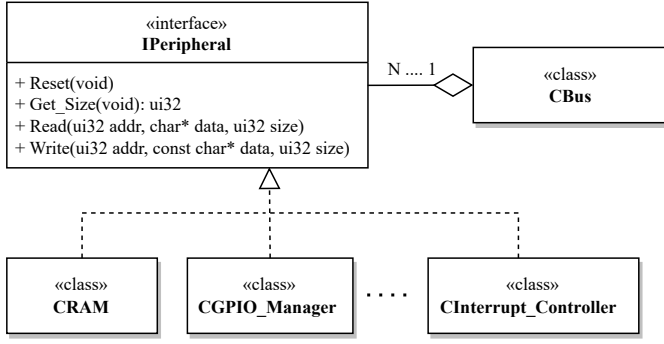 «interface»
IPeripheral
+ Reset(void)
+ Get_Size(void): ui32
+ Read(ui32 addr, char* data, ui32 size)
+ Write(ui32 addr, const char* data, ui32 size)
N .... 1
«class»
CBus
«class»
CRAM
«class»
CGPIO_Manager
. . . .
«class»
CInterrupt_Controller